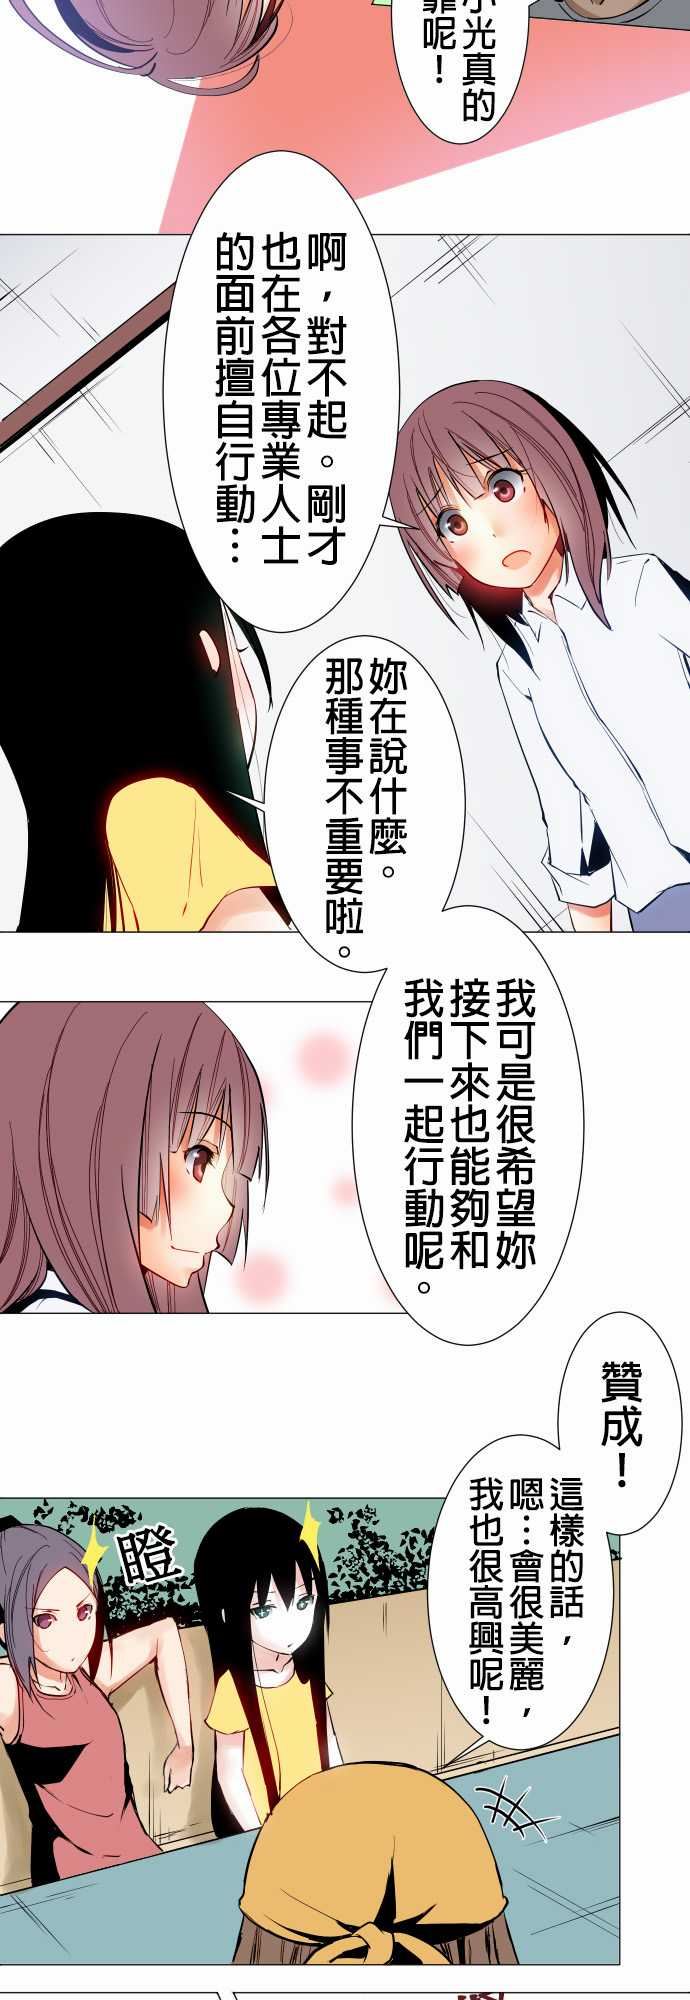 小光真的
靠呢！
啊，對不起。剛才
也在各位專業人士
的面前擅自行動…
妳在說什麼。
那種事不重要啦。
我可是很希望妳
接下來也能夠和
我們一起行動呢。
贊成！
這樣的話，
嗯…會很美麗，
我也很高興呢！
瞪